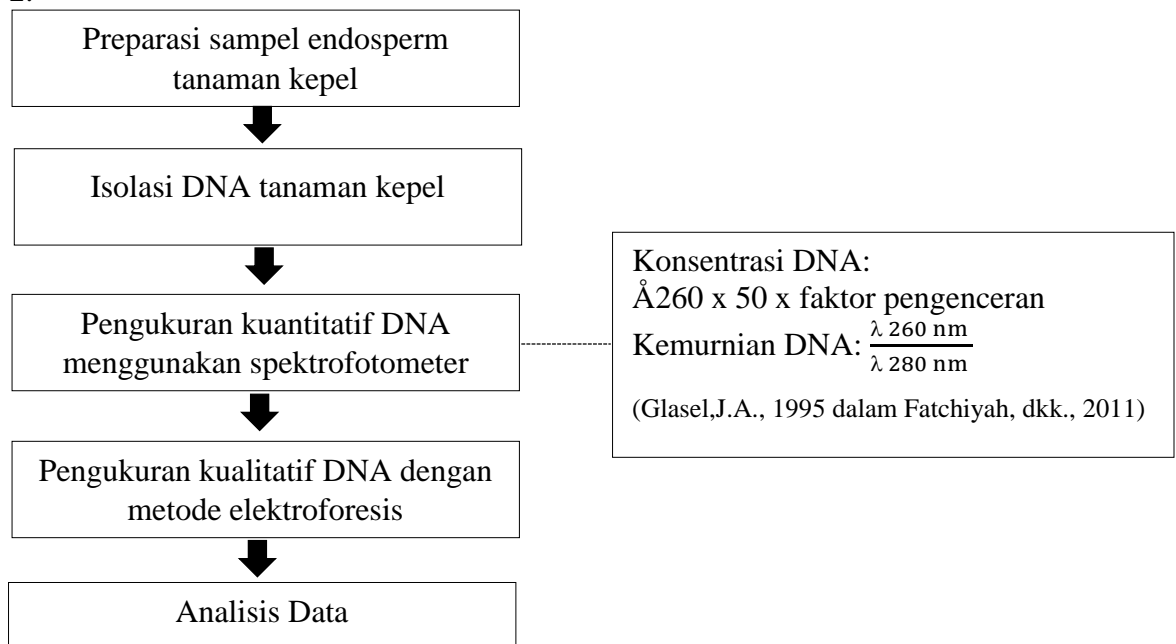 2.
Preparasi sampel endosperm
tanaman kepel
Isolasi DNA tanaman kepel
Pengukuran kuantitatif DNA
menggunakan spektrofotometer
Konsentrasi DNA:
Å260 x 50 x faktor pengenceran
Kemurnian DNA: λ 260 nm / λ 280 nm
(Glasel,J.A., 1995 dalam Fatchiyah, dkk., 2011)
Pengukuran kualitatif DNA dengan
metode elektroforesis
Analisis Data